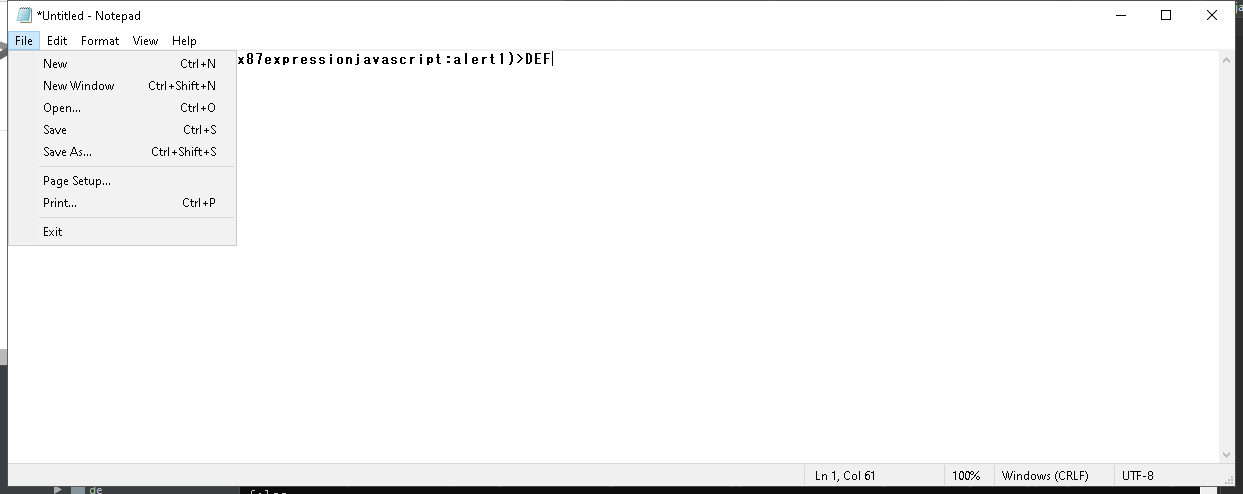 *Untitled - Notepad
File Edit Format View Help
x87expressionjavascript:alert1)>DEF
New Ctrl+N
New Window Ctrl+Shift+N
Open... Ctrl+O
Save Ctrl+S
Save As... Ctrl+Shift+S
Page Setup...
Print... Ctrl+P
Exit
Ln 1, Col 61 100% Windows (CRLF) UTF-8
de